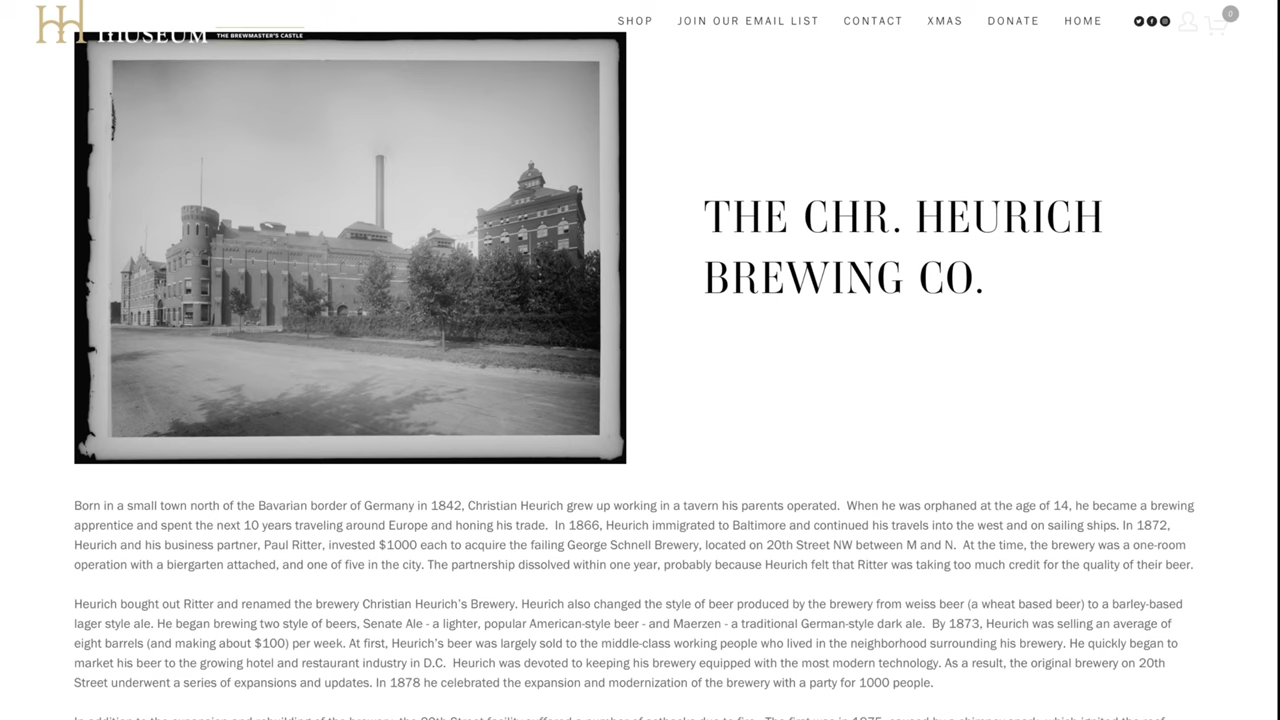 SHOP JOIN OUR EMAIL LIST CONTACT XMAS DONATE HOME 0
HH MUSEUM THE BREWMASTER'S CASTLE
THE CHR. HEURICH
BREWING CO.
Born in a small town north of the Bavarian border of Germany in 1842, Christian Heurich grew up working in a tavern his parents operated. When he was orphaned at the age of 14, he became a brewing
apprentice and spent the next 10 years traveling around Europe and honing his trade. In 1866, Heurich immigrated to Baltimore and continued his travels into the west and on sailing ships. In 1872,
Heurich and his business partner, Paul Ritter, invested $1000 each to acquire the failing George Schnell Brewery, located on 20th Street NW between M and N. At the time, the brewery was a one-room
operation with a biergarten attached, and one of five in the city. The partnership dissolved within one year, probably because Heurich felt that Ritter was taking too much credit for the quality of their beer.
Heurich bought out Ritter and renamed the brewery Christian Heurich's Brewery. Heurich also changed the style of beer produced by the brewery from weiss beer (a wheat based beer) to a barley-based
lager style ale. He began brewing two style of beers, Senate Ale - a lighter, popular American-style beer - and Maerzen - a traditional German-style dark ale. By 1873, Heurich was selling an average of
eight barrels (and making about $100) per week. At first, Heurich's beer was largely sold to the middle-class working people who lived in the neighborhood surrounding his brewery. He quickly began to
market his beer to the growing hotel and restaurant industry in D.C. Heurich was devoted to keeping his brewery equipped with the most modern technology. As a result, the original brewery on 20th
Street underwent a series of expansions and updates. In 1878 he celebrated the expansion and modernization of the brewery with a party for 1000 people.